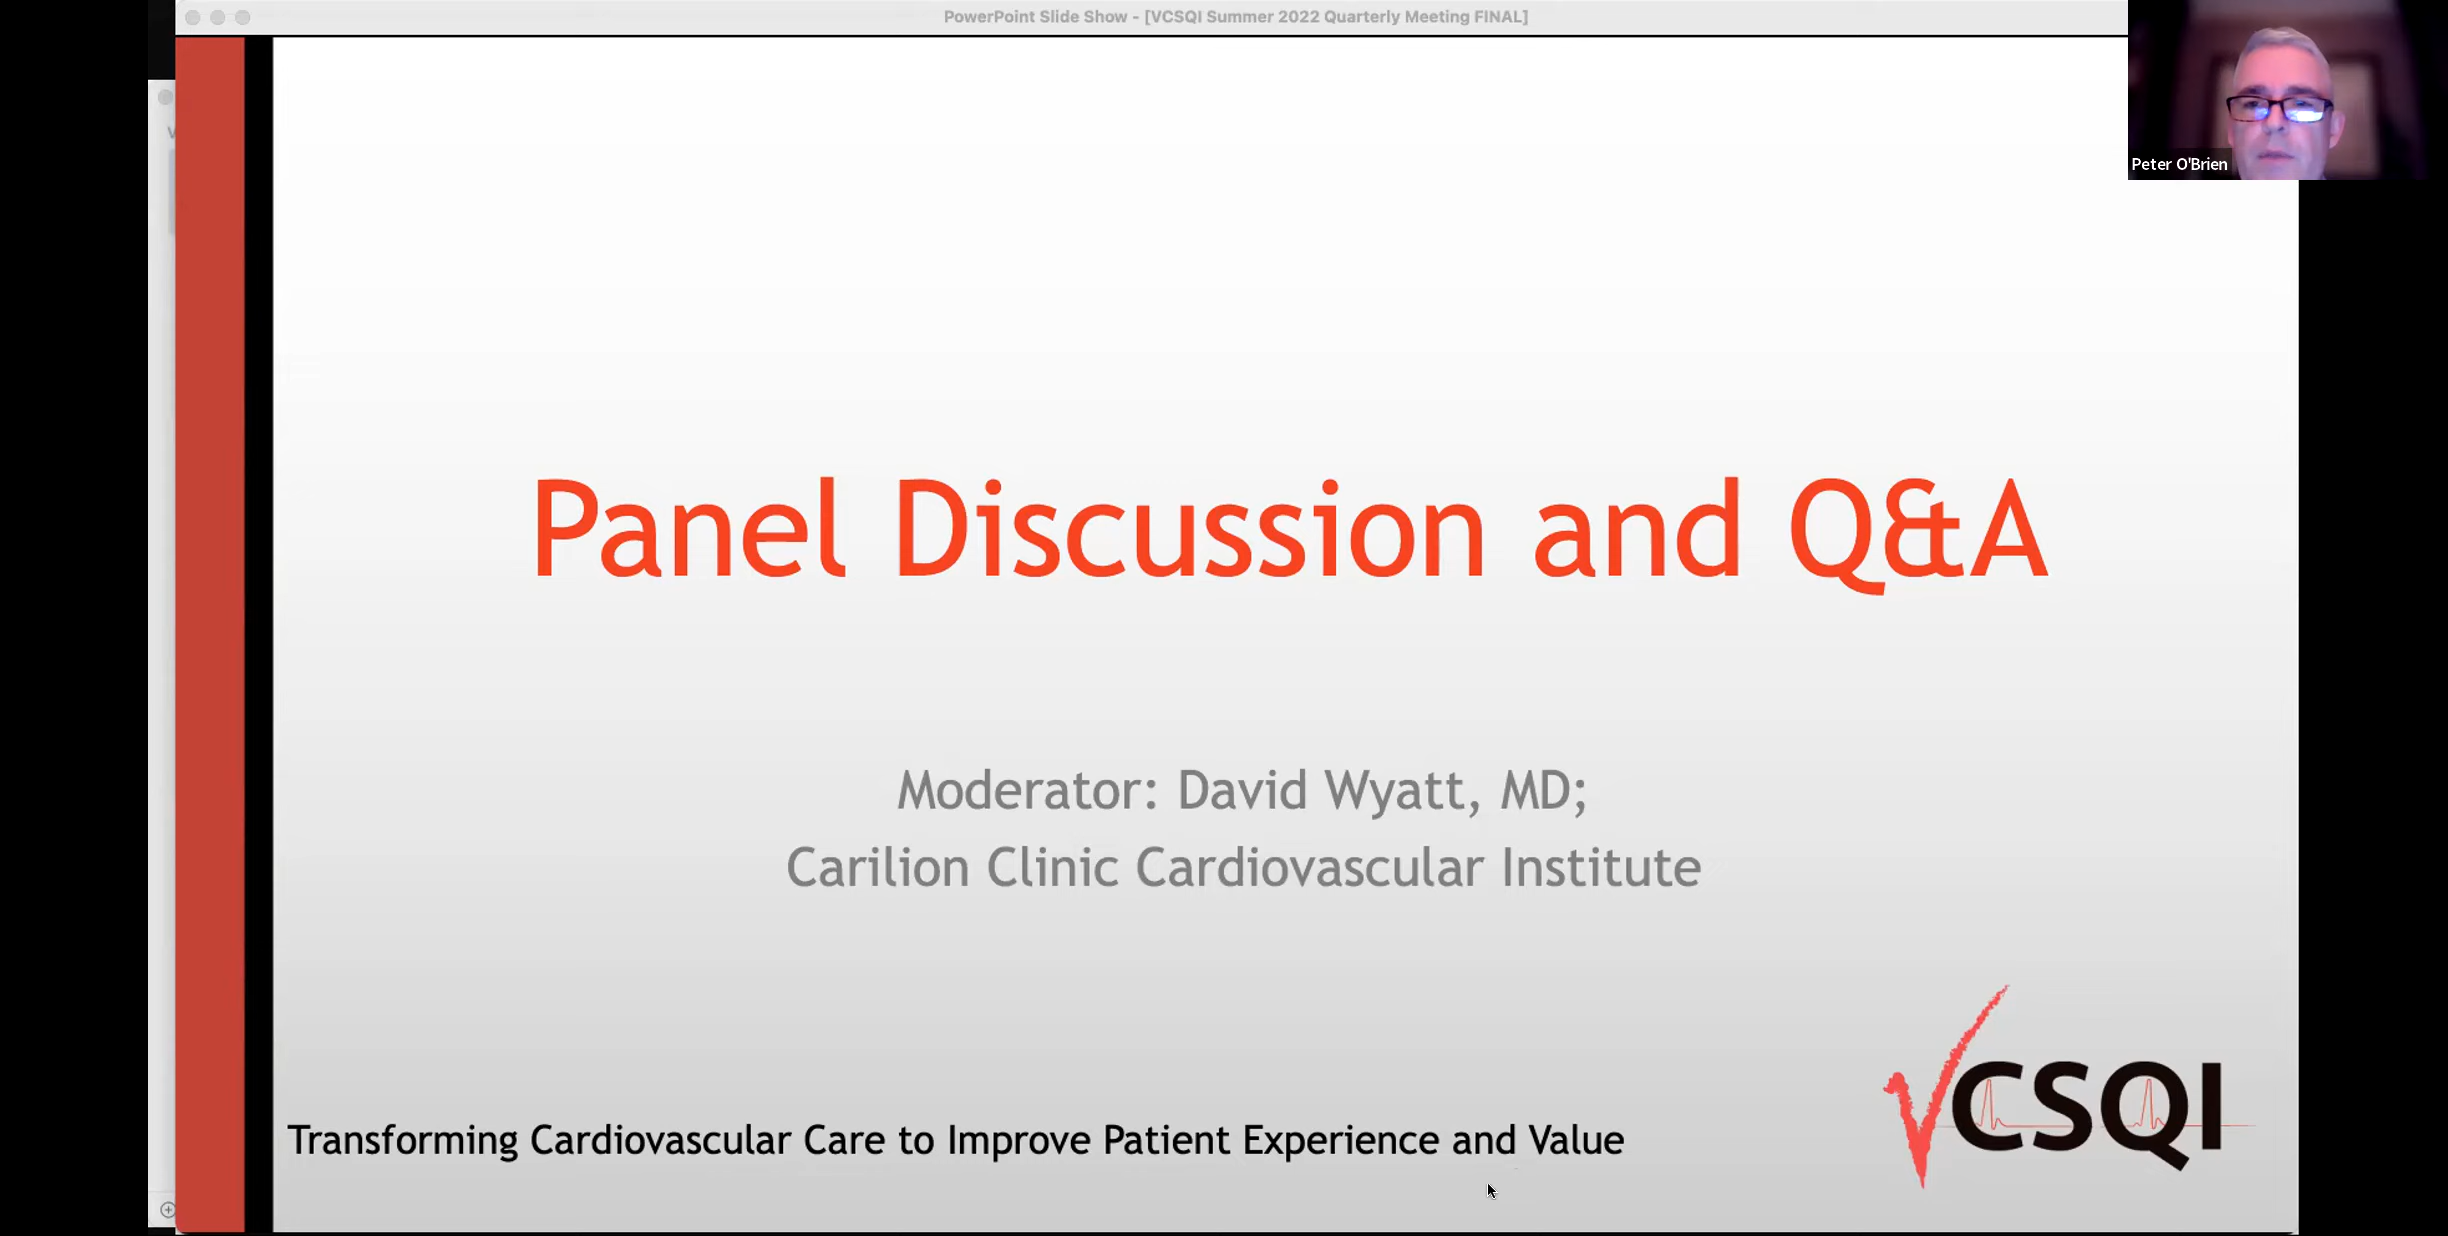 PowerPoint Slide Show - [VCSQI Summer 2022 Quarterly Meeting FINAL]
Peter O'Brien
Panel Discussion and Q&A
Moderator: David Wyatt, MD;
Carilion Clinic Cardiovascular Institute
Transforming Cardiovascular Care to Improve Patient Experience and Value
VCSQI